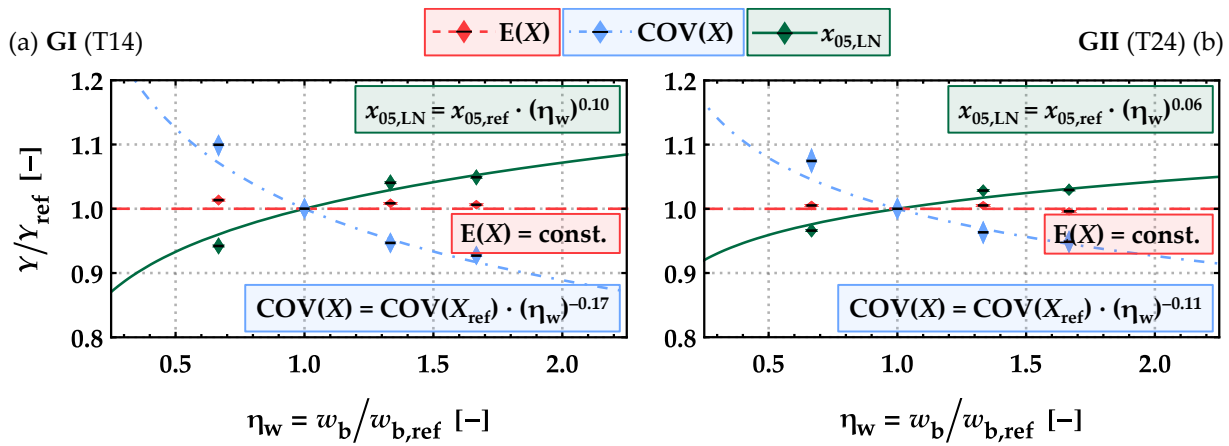 E(X) COV(X) x05,LN
(a) GI (T14)
GII (T24) (b)
Y/Yref [–]
1.2
1.1
1.0
0.9
0.8
x05,LN = x05,ref · (ηw)^0.10
E(X) = const.
COV(X) = COV(Xref) · (ηw)^−0.17
0.5 1.0 1.5 2.0
ηw = wb/wb,ref [–]
1.2
1.1
1.0
0.9
0.8
x05,LN = x05,ref · (ηw)^0.06
E(X) = const.
COV(X) = COV(Xref) · (ηw)^−0.11
0.5 1.0 1.5 2.0
ηw = wb/wb,ref [–]